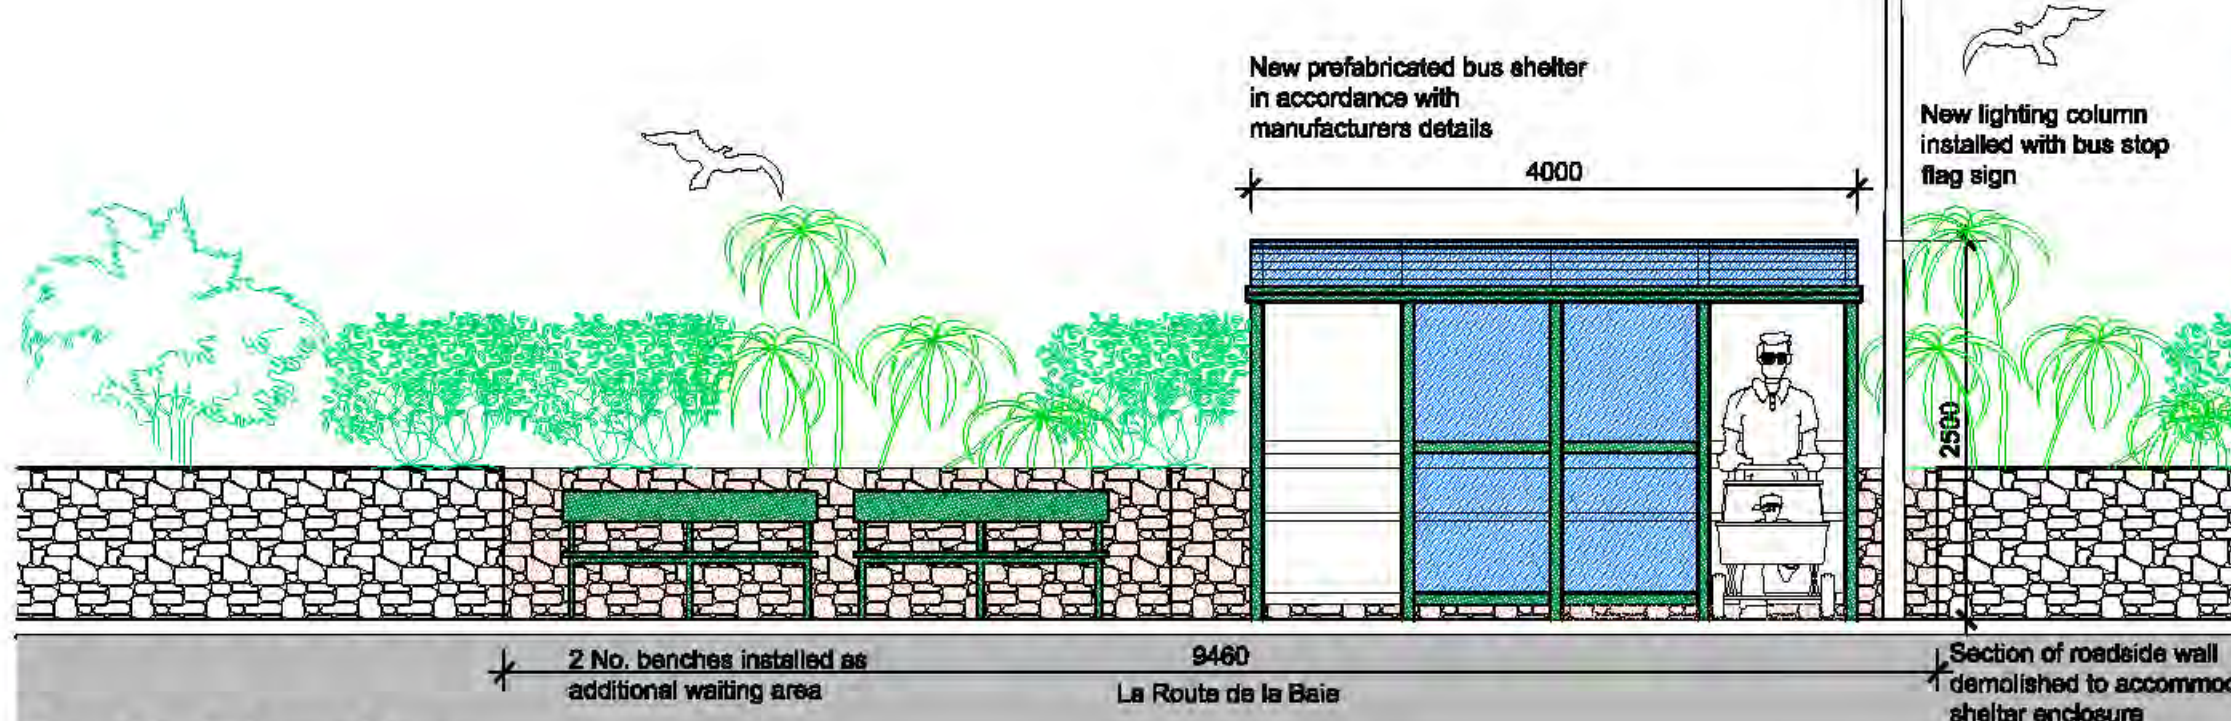 New prefabricated bus shelter
in accordance with
manufacturers details
4000
New lighting column
installed with bus stop
flag sign
2500
2 No. benches installed as
additional waiting area
9460
La Route de la Baie
Section of roadside wall
demolished to accommod
shelter enclosure